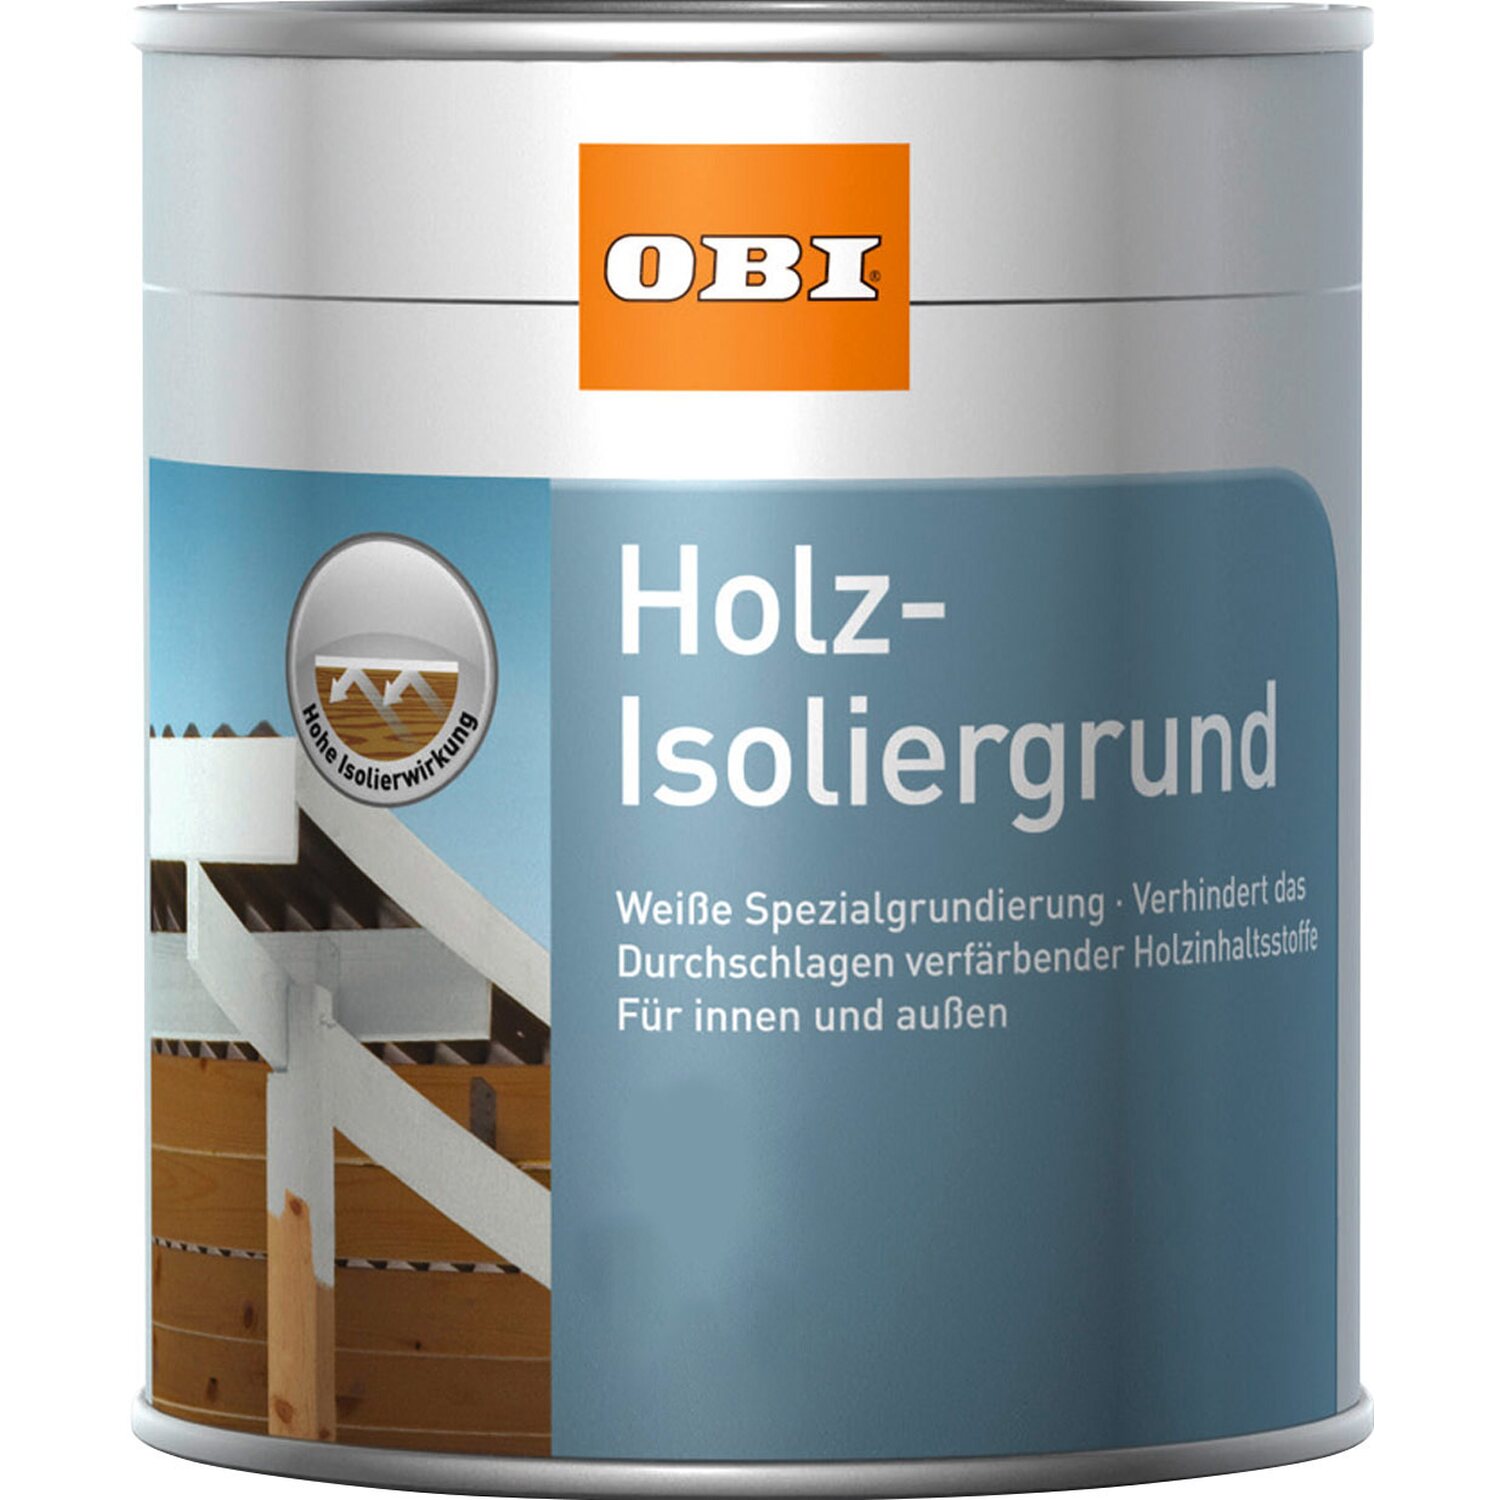 OBI®
Holz-
Isoliergrund
Hohe Isolierwirkung
Weiße Spezialgrundierung · Verhindert das
Durchschlagen verfärbender Holzinhaltsstoffe
Für innen und außen